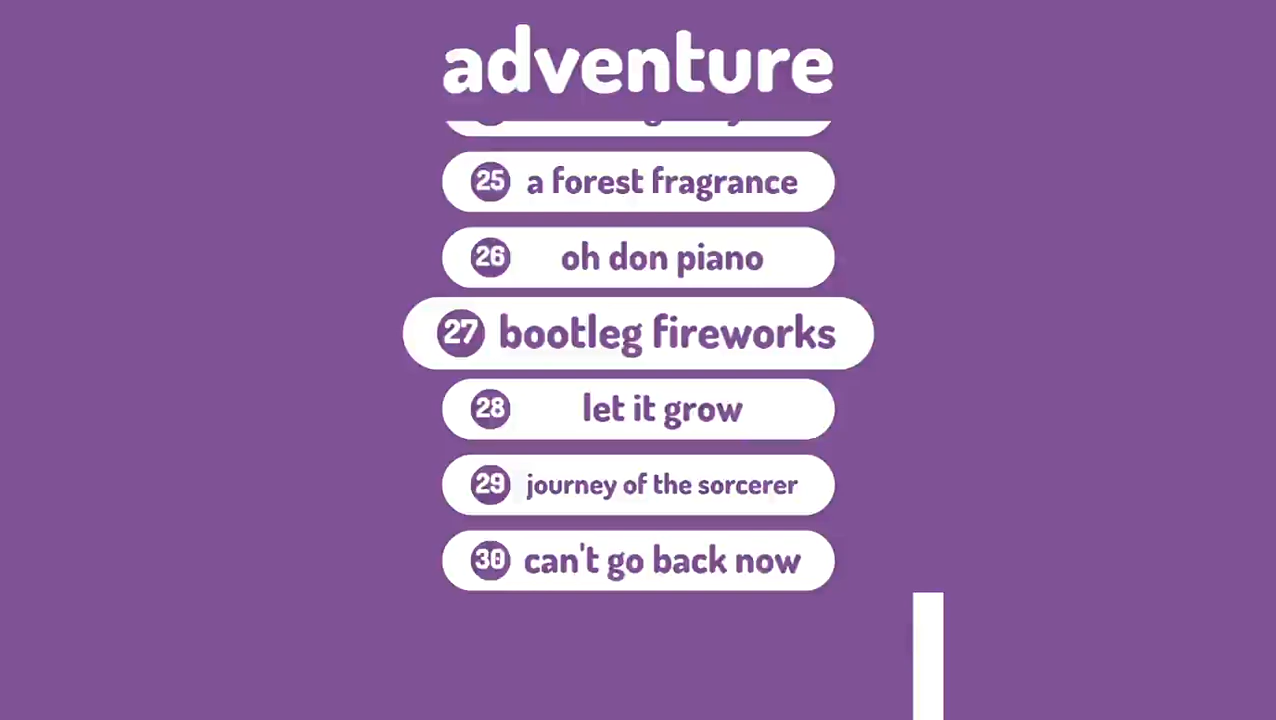 adventure
25 a forest fragrance
26 oh don piano
27 bootleg fireworks
28 let it grow
29 journey of the sorcerer
30 can't go back now